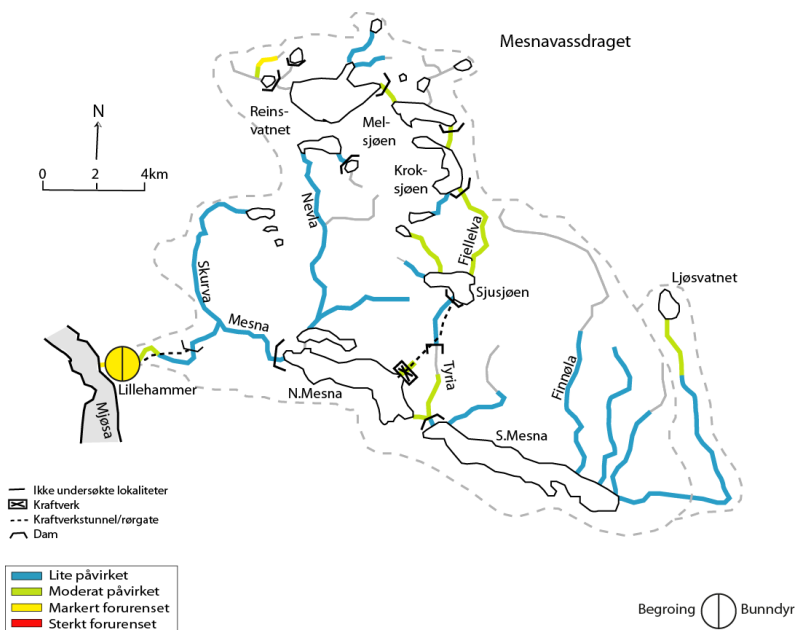 Mesnavassdraget
N
0 2 4km
Reins-
vatnet
Mel-
sjøen
Krok-
sjøen
Nevla
Fjellelva
Skurva
Mesna
Sjusjøen
Ljøsvatnet
Lillehammer
Mjøsa
N.Mesna
Tyria
Finnøla
S.Mesna
Ikke undersøkte lokaliteter
Kraftverk
Kraftverkstunnel/rørgate
Dam
Lite påvirket
Moderat påvirket
Markert forurenset
Sterkt forurenset
Begroing Bunndyr